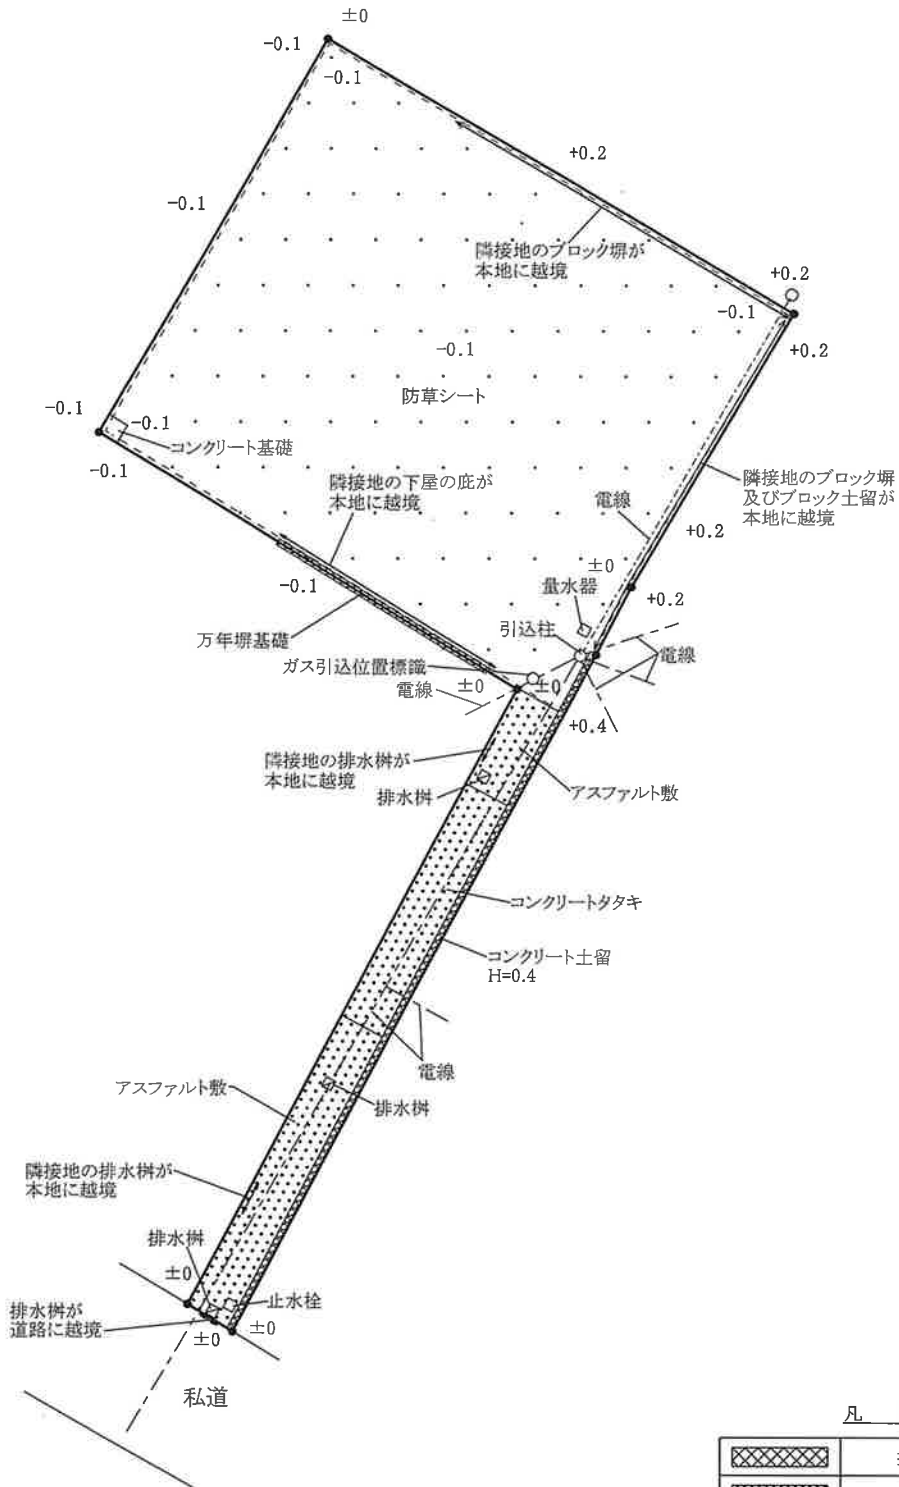 ±0
-0.1
-0.1
+0.2
-0.1
隣接地のブロック塀が
本地に越境
+0.2
-0.1
+0.2
-0.1
防草シート
-0.1
-0.1
コンクリート基礎
-0.1
隣接地の下屋の庇が
本地に越境
隣接地のブロック塀
及びブロック土留が
本地に越境
電線
+0.2
±0
-0.1
量水器
+0.2
引込柱
万年塀基礎
電線
ガス引込位置標識
±0
±0
電線
+0.4
隣接地の排水桝が
本地に越境
排水桝
アスファルト敷
コンクリートタタキ
コンクリート土留
H=0.4
電線
アスファルト敷
排水桝
隣接地の排水桝が
本地に越境
排水桝
±0
止水栓
排水桝が
道路に越境
±0
±0
私道
凡